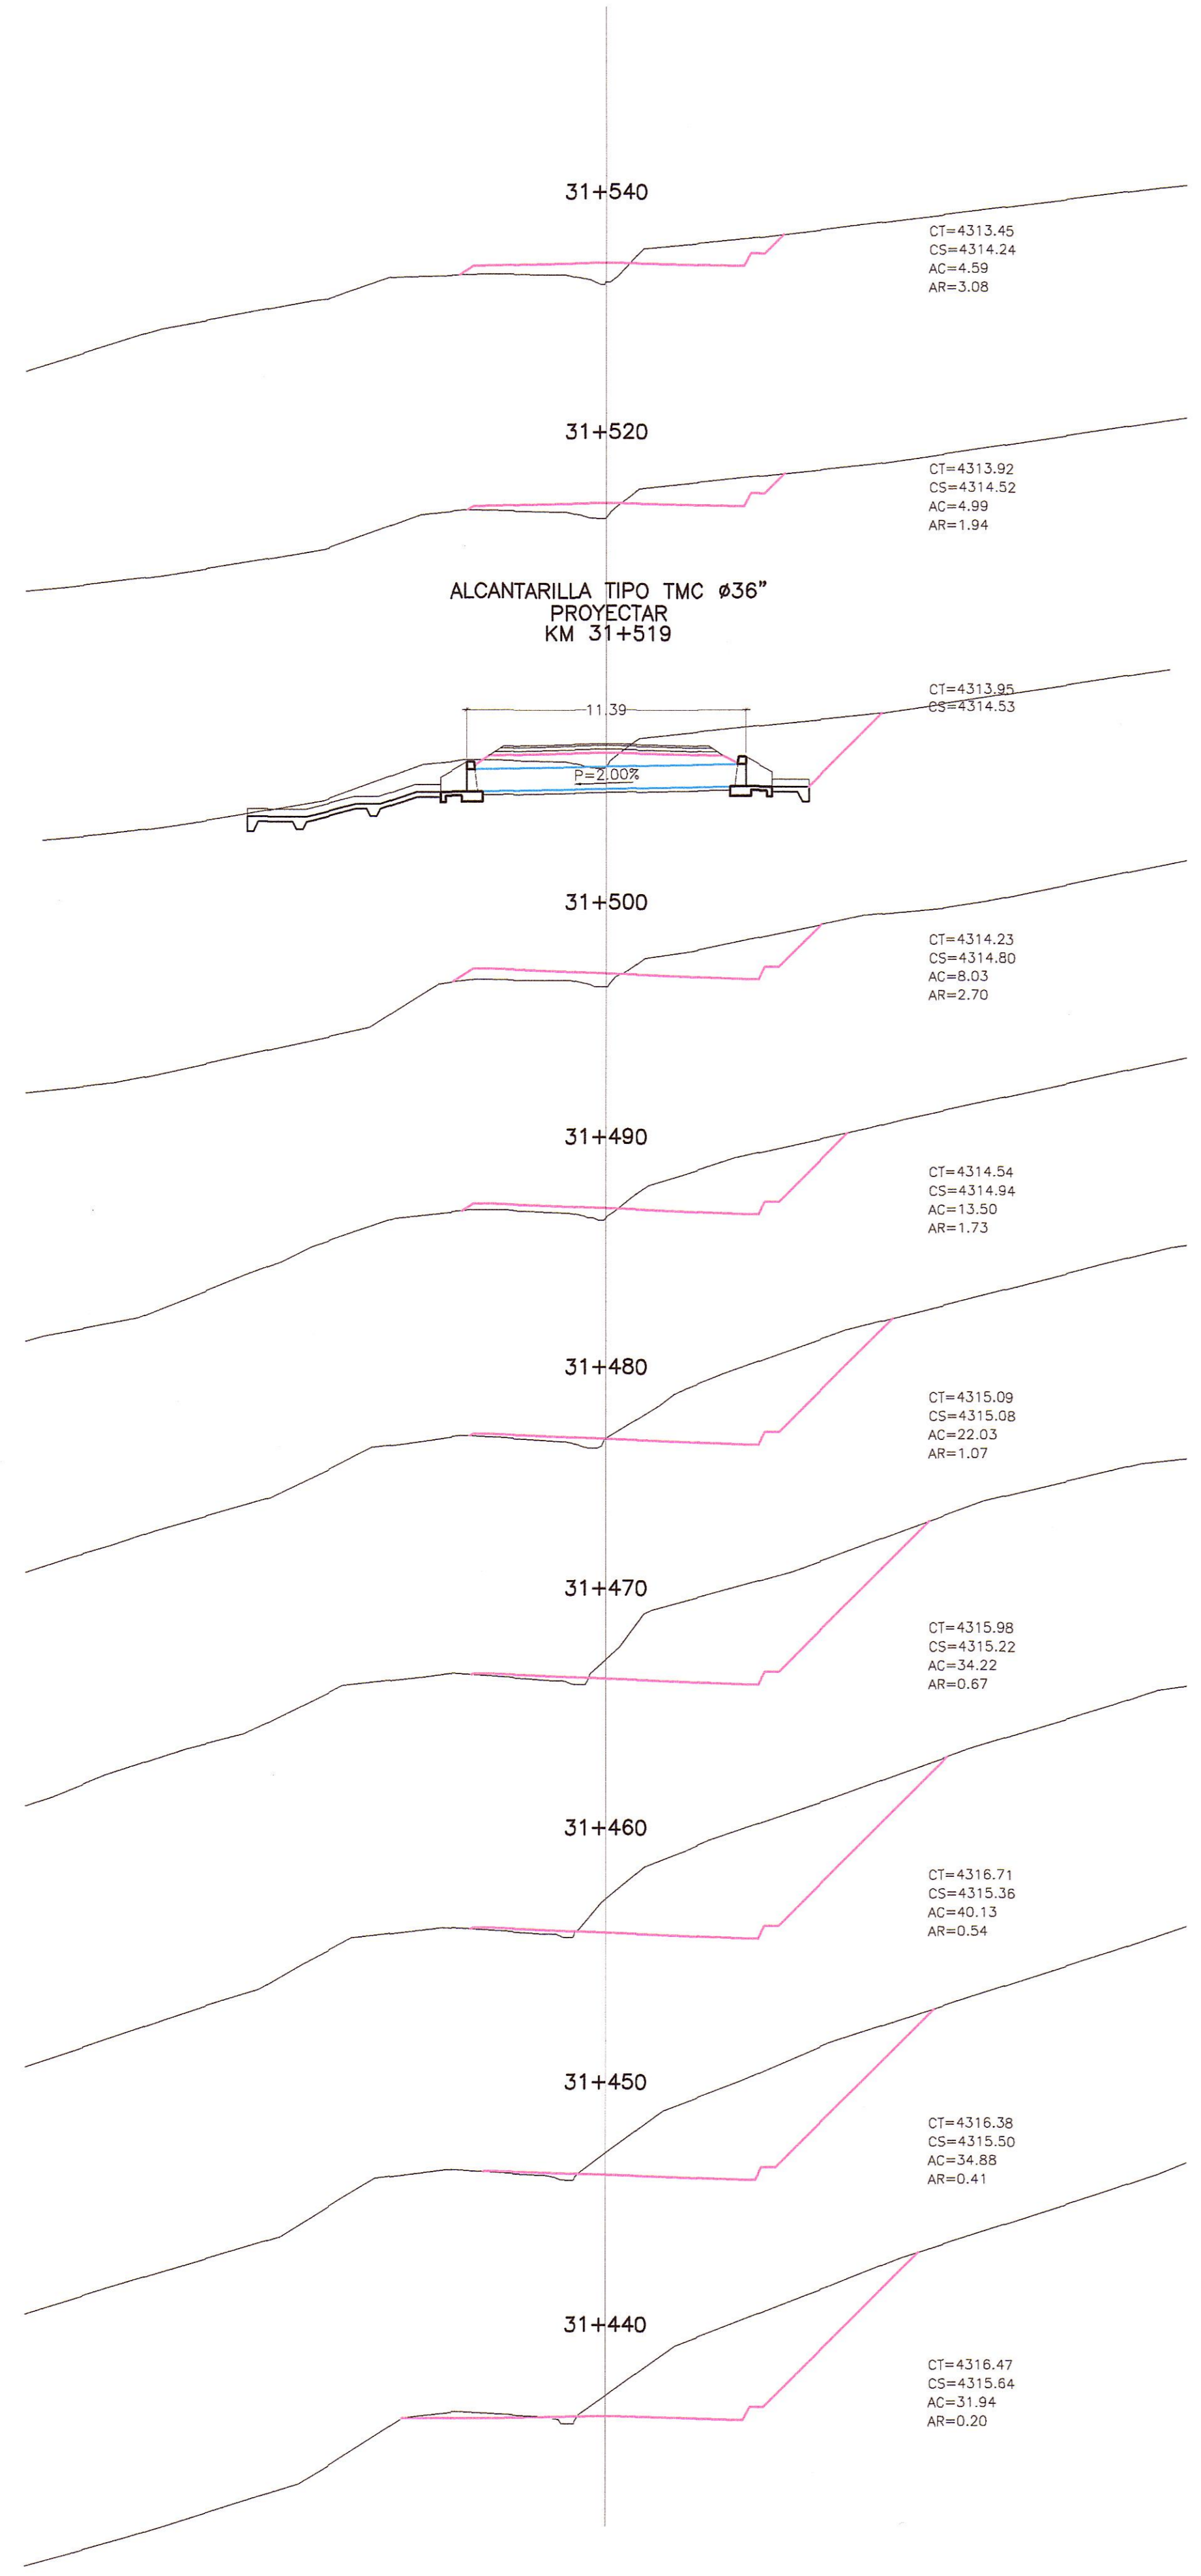 31+540
CT=4313.45
CS=4314.24
AC=4.59
AR=3.08
31+520
CT=4313.92
CS=4314.52
AC=4.99
AR=1.94
ALCANTARILLA TIPO TMC ø36"
PROYECTAR
KM 31+519
CT=4313.95
CS=4314.53
11.39
P=2.00%
31+500
CT=4314.23
CS=4314.80
AC=8.03
AR=2.70
31+490
CT=4314.54
CS=4314.94
AC=13.50
AR=1.73
31+480
CT=4315.09
CS=4315.08
AC=22.03
AR=1.07
31+470
CT=4315.98
CS=4315.22
AC=34.22
AR=0.67
31+460
CT=4316.71
CS=4315.36
AC=40.13
AR=0.54
31+450
CT=4316.38
CS=4315.50
AC=34.88
AR=0.41
31+440
CT=4316.47
CS=4315.64
AC=31.94
AR=0.20